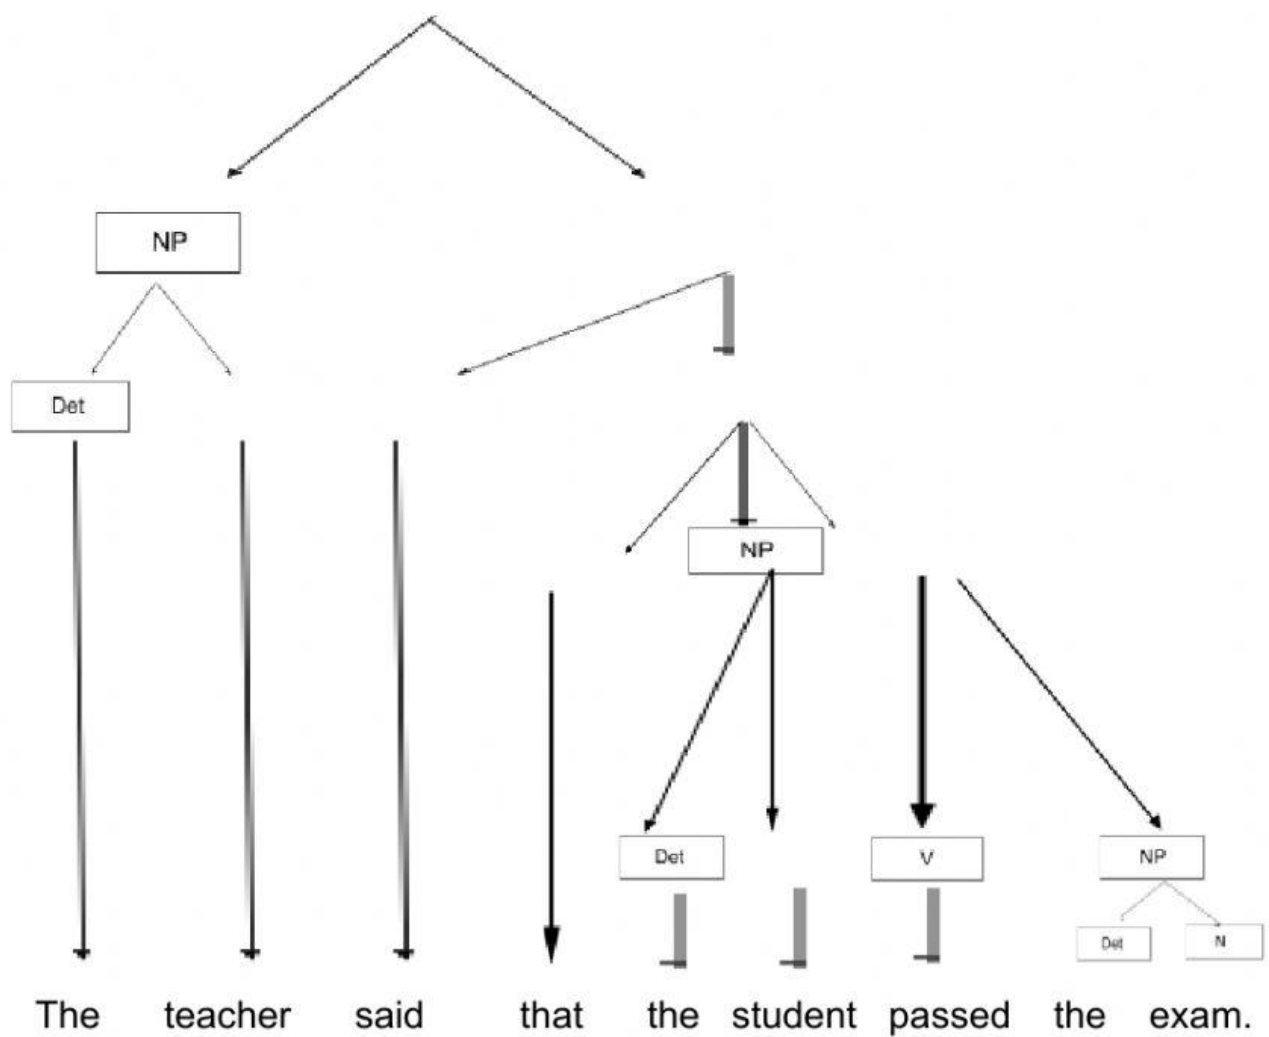 NP
Det
NP
Det
V
NP
Det
N
The teacher said that the student passed the exam.